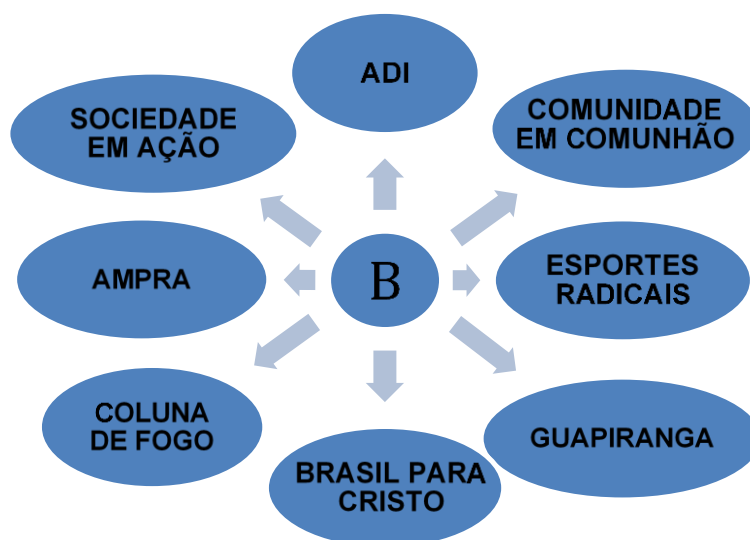 ADI
SOCIEDADE
EM AÇÃO
COMUNIDADE
EM COMUNHÃO
AMPRA
B
ESPORTES
RADICAIS
COLUNA
DE FOGO
GUAPIRANGA
BRASIL PARA
CRISTO